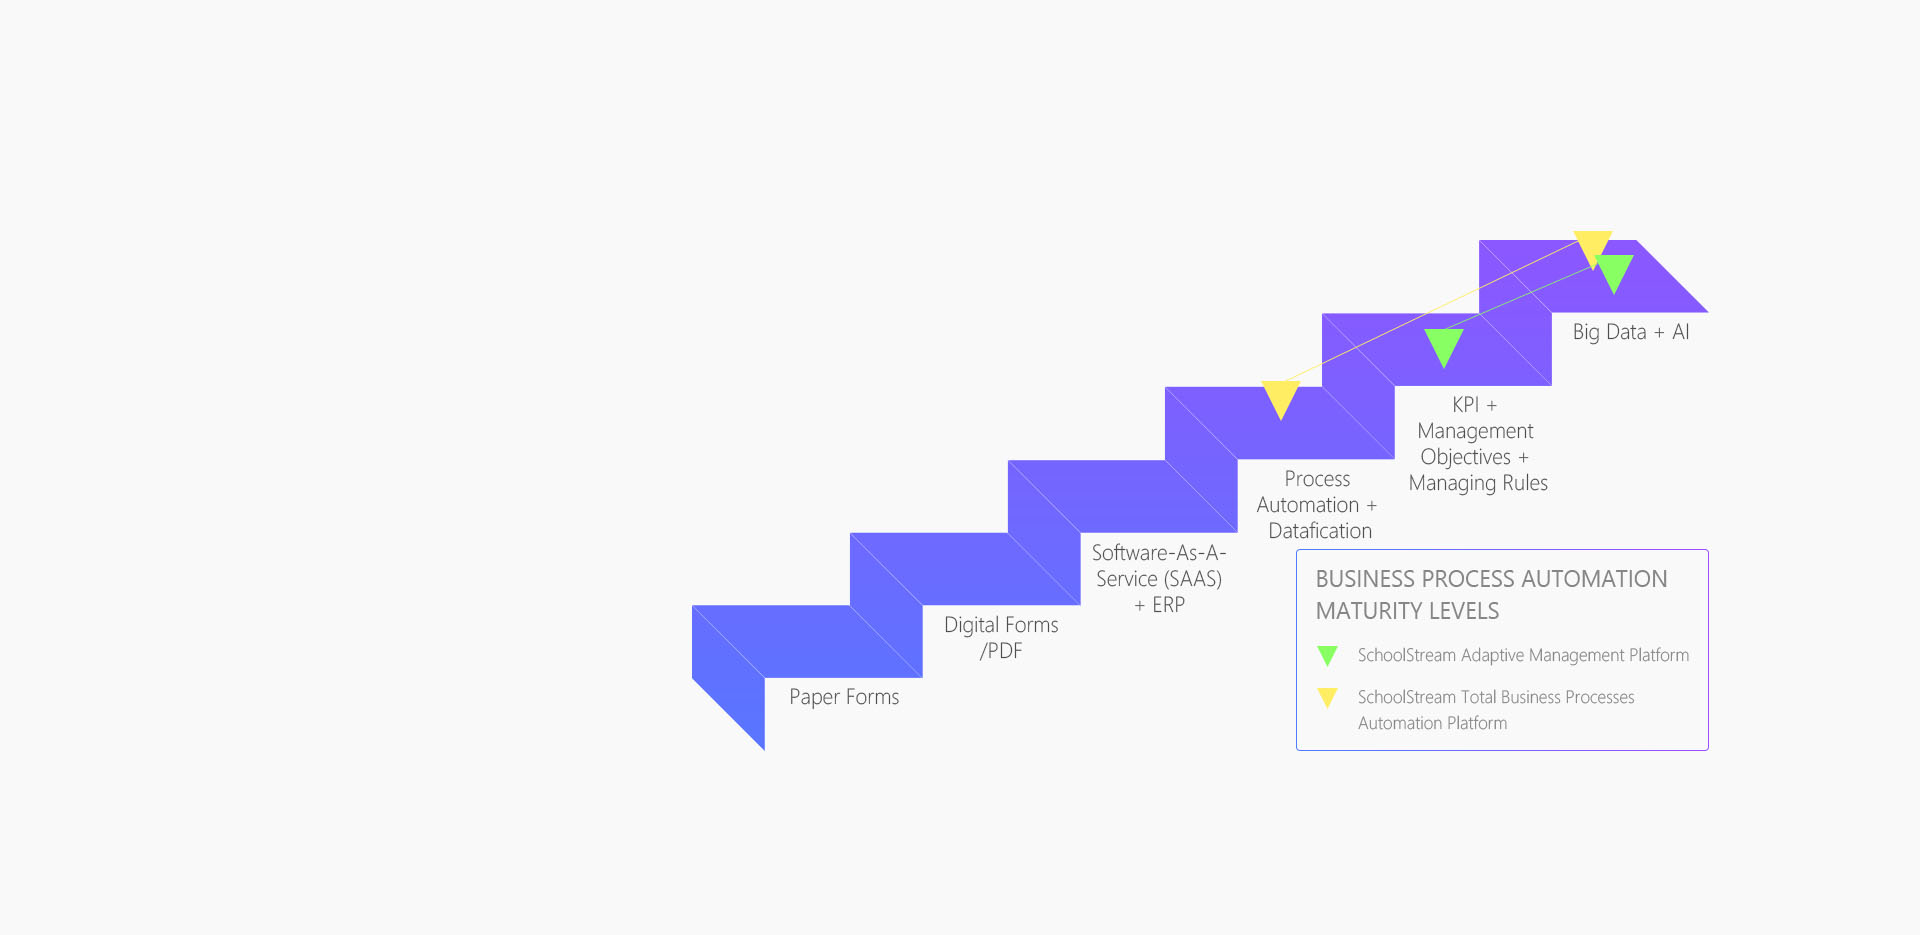 Big Data + AI
KPI +
Management
Objectives +
Managing Rules
Process
Automation +
Datafication
Software-As-A-
Service (SAAS)
+ ERP
Digital Forms
/PDF
Paper Forms
BUSINESS PROCESS AUTOMATION
MATURITY LEVELS
SchoolStream Adaptive Management Platform
SchoolStream Total Business Processes
Automation Platform